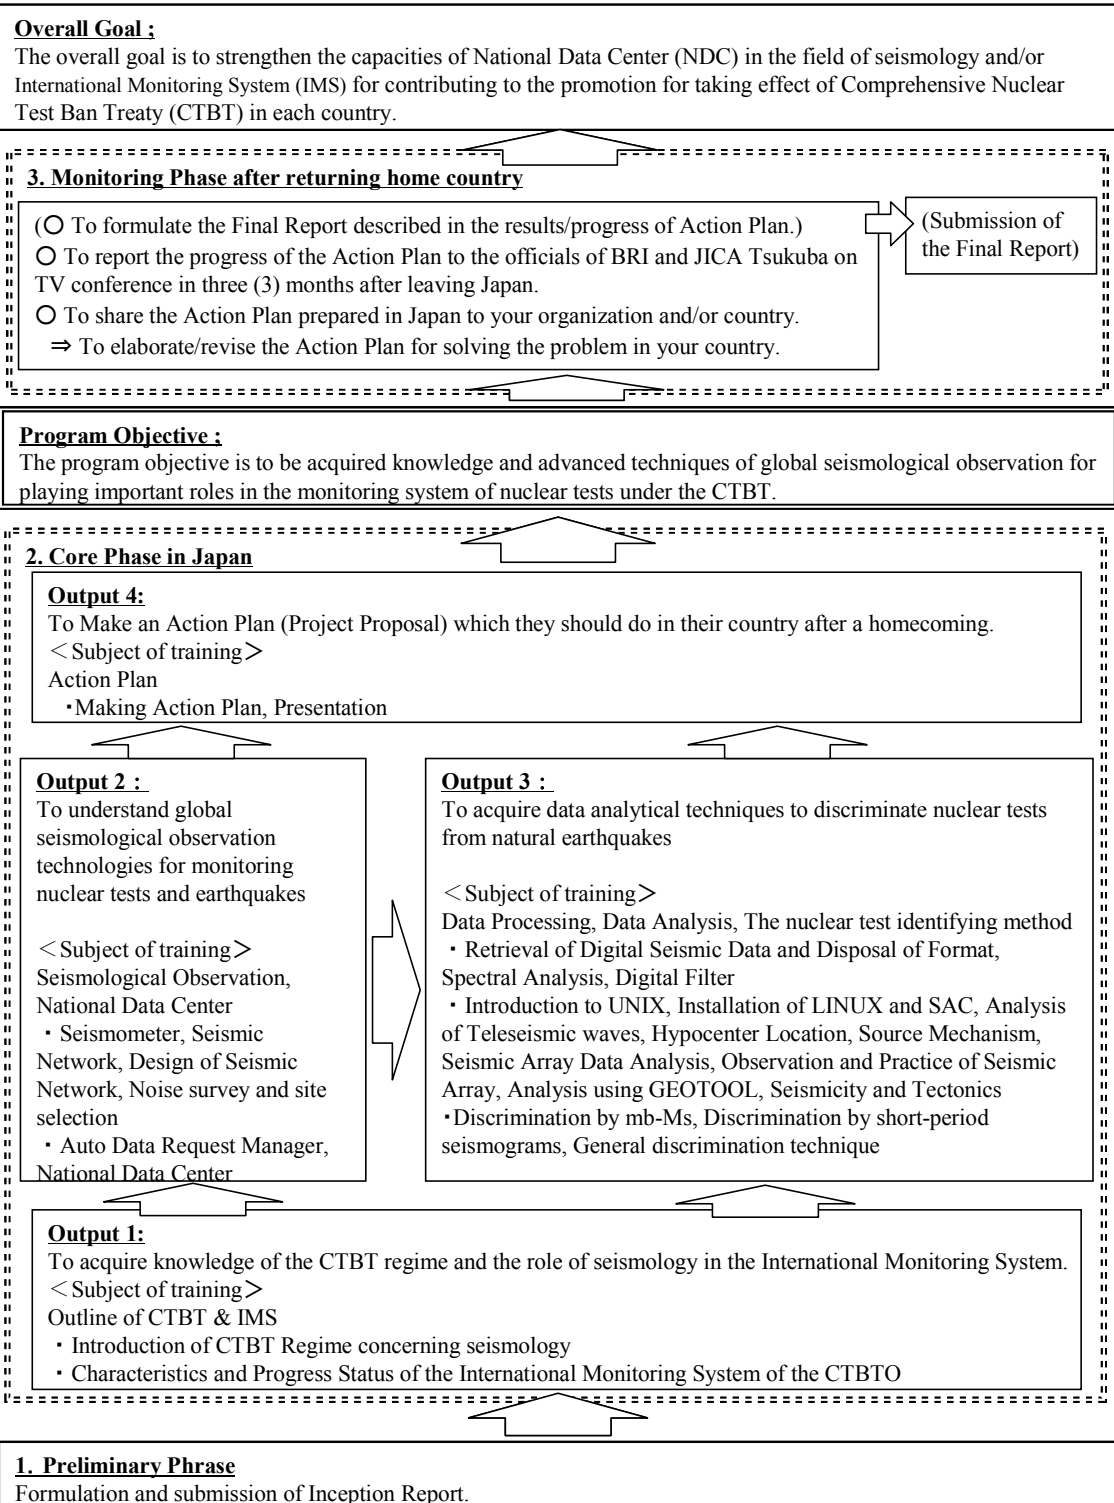 Overall Goal ;
The overall goal is to strengthen the capacities of National Data Center (NDC) in the field of seismology and/or
International Monitoring System (IMS) for contributing to the promotion for taking effect of Comprehensive Nuclear
Test Ban Treaty (CTBT) in each country.
3. Monitoring Phase after returning home country
(○ To formulate the Final Report described in the results/progress of Action Plan.)
○ To report the progress of the Action Plan to the officials of BRI and JICA Tsukuba on
TV conference in three (3) months after leaving Japan.
○ To share the Action Plan prepared in Japan to your organization and/or country.
⇒ To elaborate/revise the Action Plan for solving the problem in your country.
(Submission of
the Final Report)
Program Objective ;
The program objective is to be acquired knowledge and advanced techniques of global seismological observation for
playing important roles in the monitoring system of nuclear tests under the CTBT.
2. Core Phase in Japan
Output 4:
To Make an Action Plan (Project Proposal) which they should do in their country after a homecoming.
＜Subject of training＞
Action Plan
・Making Action Plan, Presentation
Output 2：
To understand global
seismological observation
technologies for monitoring
nuclear tests and earthquakes
＜Subject of training＞
Seismological Observation,
National Data Center
・ Seismometer, Seismic
Network, Design of Seismic
Network, Noise survey and site
selection
・ Auto Data Request Manager,
National Data Center
Output 3：
To acquire data analytical techniques to discriminate nuclear tests
from natural earthquakes
＜Subject of training＞
Data Processing, Data Analysis, The nuclear test identifying method
・ Retrieval of Digital Seismic Data and Disposal of Format,
Spectral Analysis, Digital Filter
・ Introduction to UNIX, Installation of LINUX and SAC, Analysis
of Teleseismic waves, Hypocenter Location, Source Mechanism,
Seismic Array Data Analysis, Observation and Practice of Seismic
Array, Analysis using GEOTOOL, Seismicity and Tectonics
・Discrimination by mb-Ms, Discrimination by short-period
seismograms, General discrimination technique
Output 1:
To acquire knowledge of the CTBT regime and the role of seismology in the International Monitoring System.
＜Subject of training＞
Outline of CTBT & IMS
・ Introduction of CTBT Regime concerning seismology
・ Characteristics and Progress Status of the International Monitoring System of the CTBTO
1. Preliminary Phrase
Formulation and submission of Inception Report.